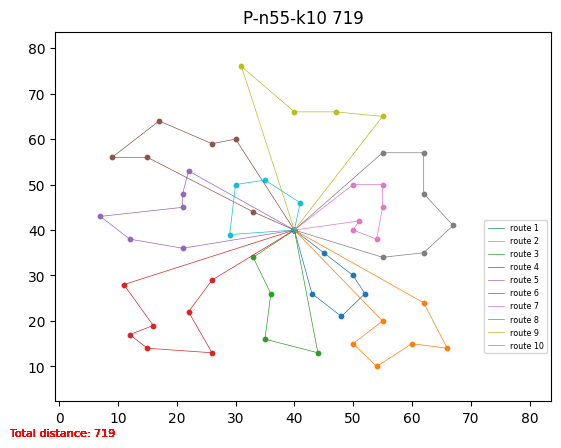 P-n55-k10 719
80
70
60
50
40
30
20
10
0 10 20 30 40 50 60 70 80
route 1
route 2
route 3
route 4
route 5
route 6
route 7
route 8
route 9
route 10
Total distance: 719